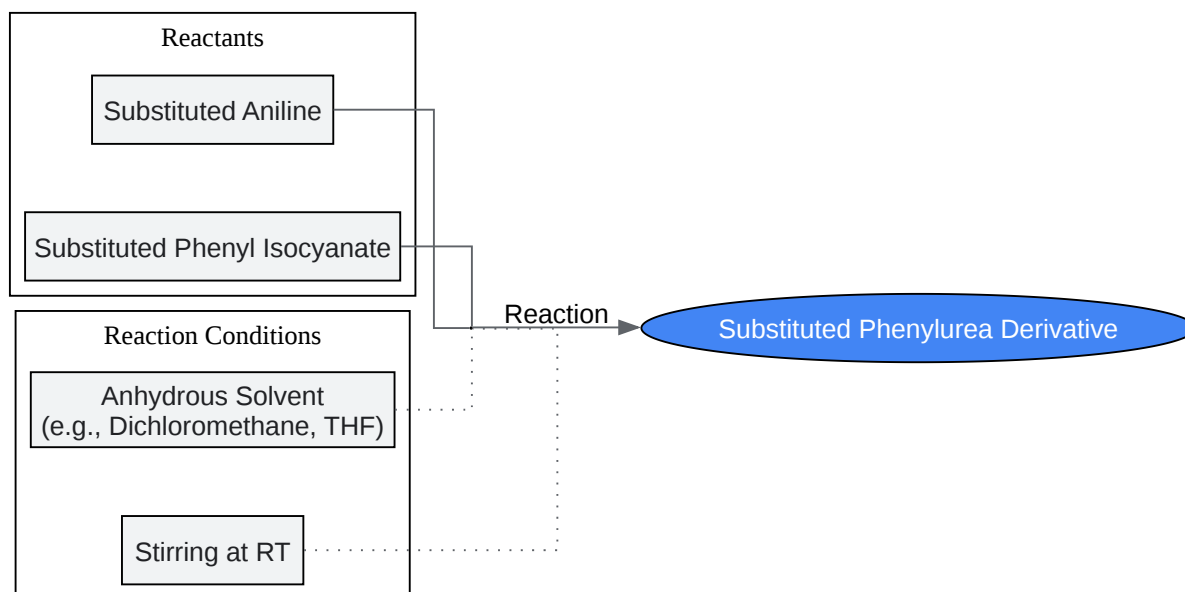 Reactants
Substituted Aniline
Substituted Phenyl Isocyanate
Reaction
Substituted Phenylurea Derivative
Reaction Conditions
Anhydrous Solvent
(e.g., Dichloromethane, THF)
Stirring at RT